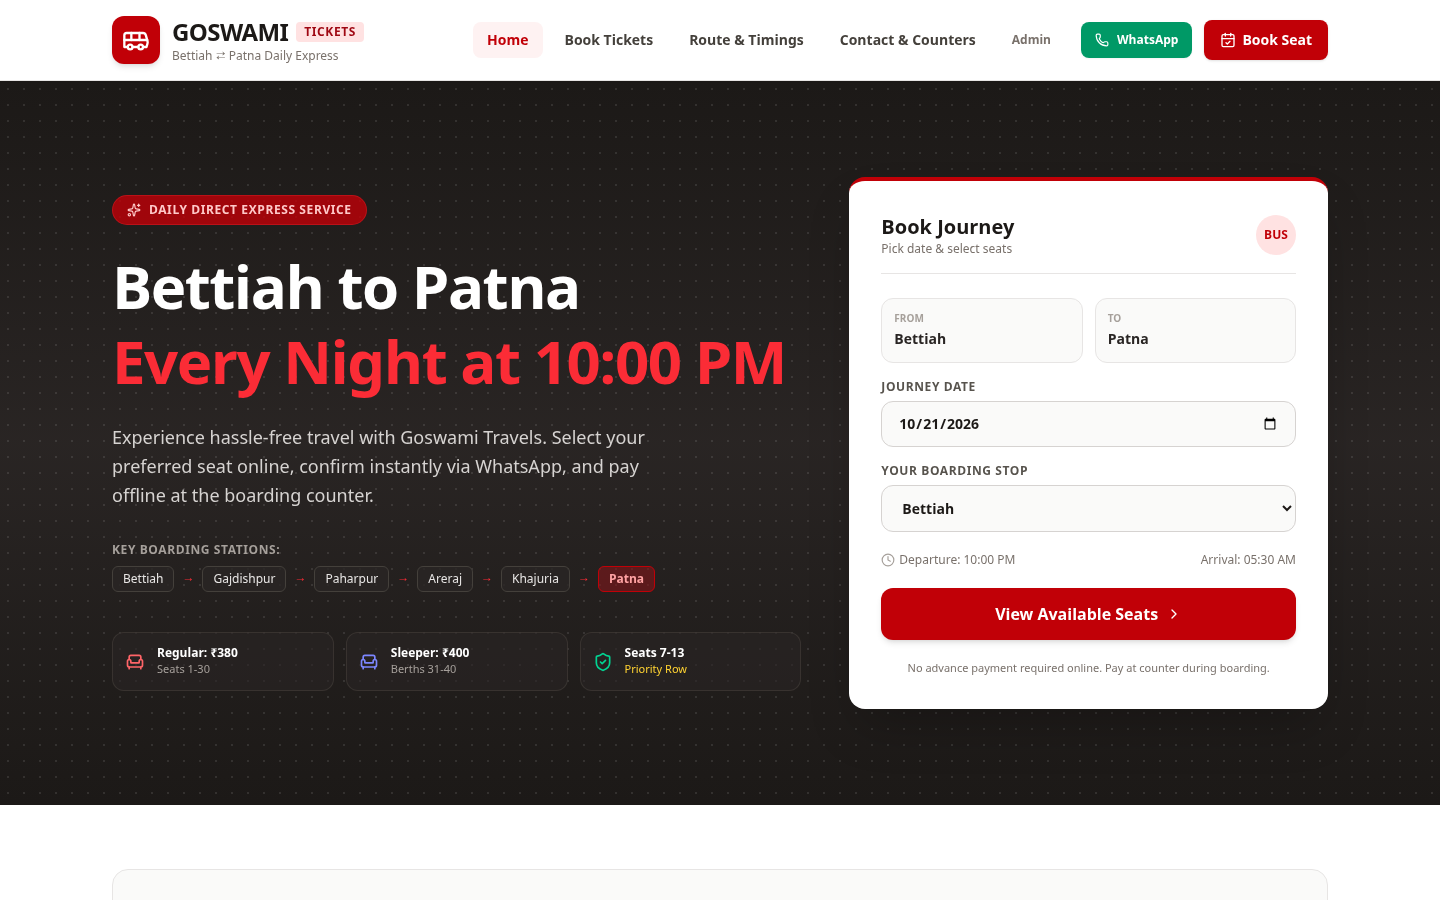 GOSWAMI TICKETS
Bettiah ⇄ Patna Daily Express
Home
Book Tickets
Route & Timings
Contact & Counters
Admin
WhatsApp
Book Seat
DAILY DIRECT EXPRESS SERVICE
Bettiah to Patna
Every Night at 10:00 PM
Experience hassle-free travel with Goswami Travels. Select your
preferred seat online, confirm instantly via WhatsApp, and pay
offline at the boarding counter.
KEY BOARDING STATIONS:
Bettiah → Gajdishpur → Paharpur → Areraj → Khajuria → Patna
Regular: ₹380
Seats 1-30
Sleeper: ₹400
Berths 31-40
Seats 7-13
Priority Row
Book Journey
Pick date & select seats
BUS
FROM
Bettiah
TO
Patna
JOURNEY DATE
10/21/2026
YOUR BOARDING STOP
Bettiah
Departure: 10:00 PM
Arrival: 05:30 AM
View Available Seats
No advance payment required online. Pay at counter during boarding.